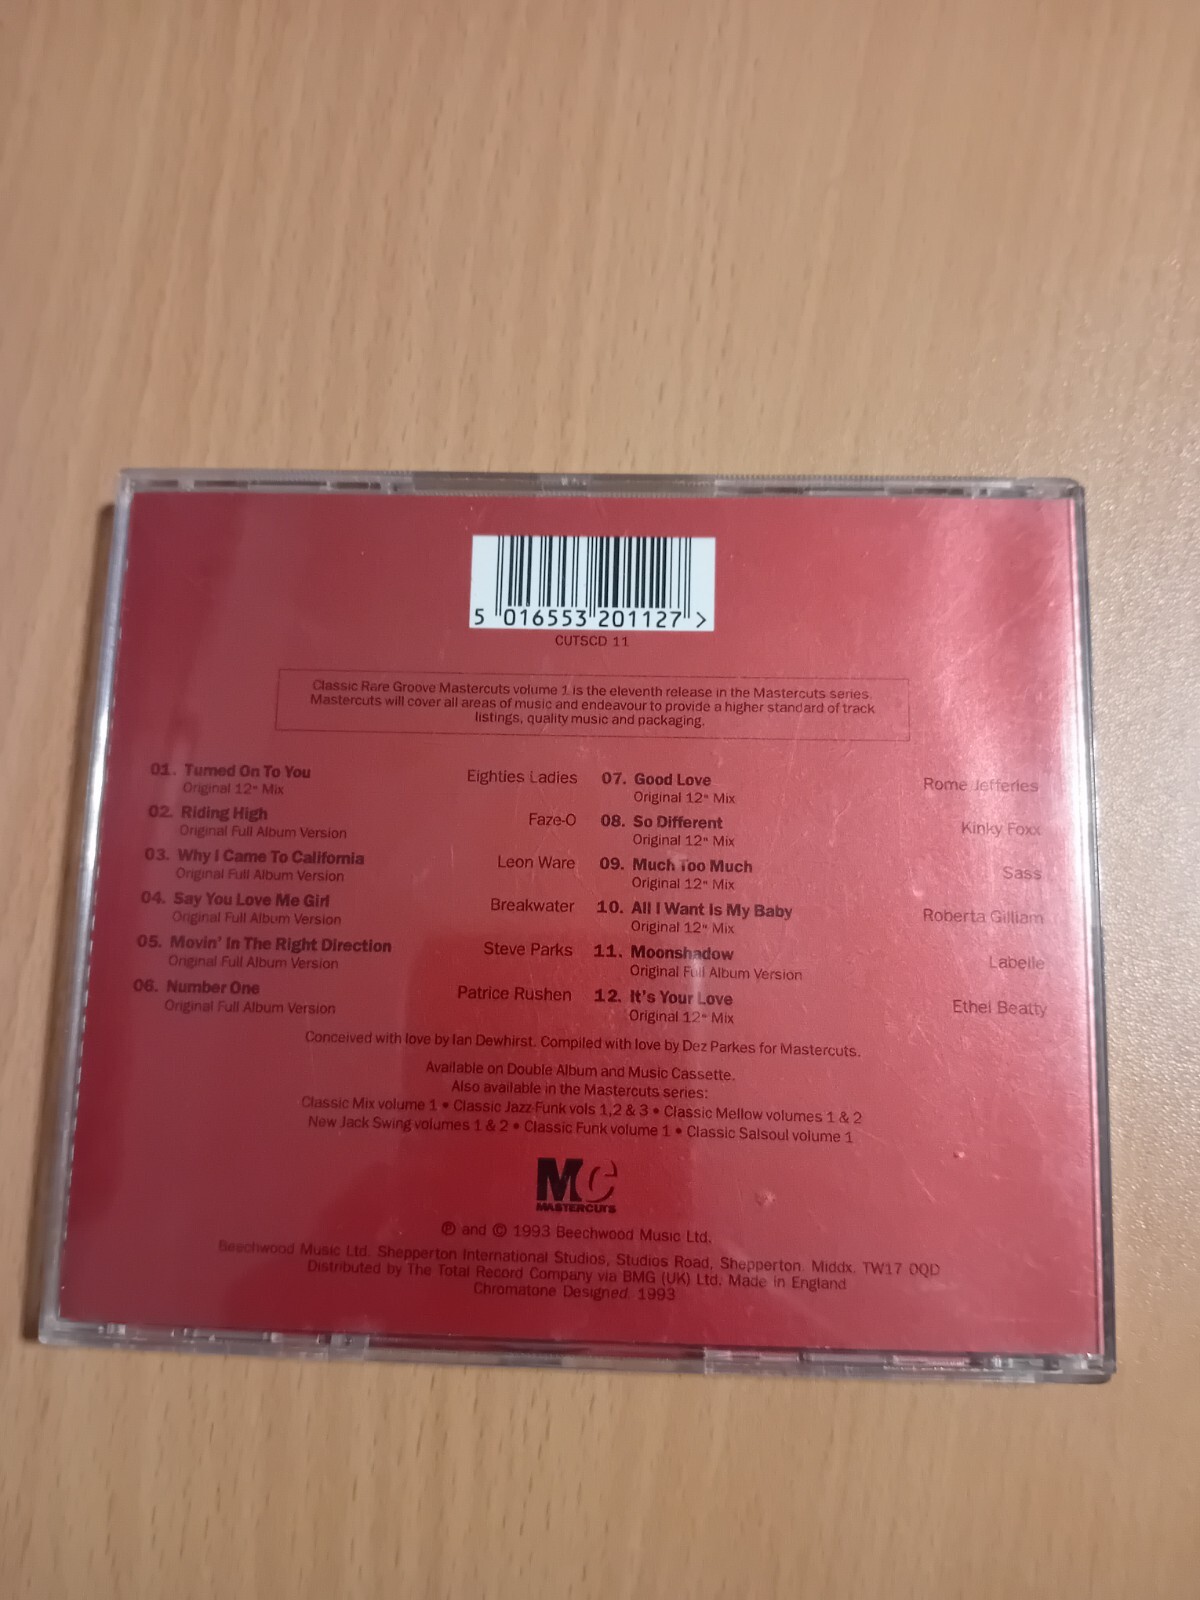 5 016553 201127 >
CUTSCD 11
Classic Rare Groove Mastercuts volume 1 is the eleventh release in the Mastercuts series.
Mastercuts will cover all areas of music and endeavour to provide a higher standard of track
listings, quality music and packaging.
01. Turned On To You Eighties Ladies
Original 12" Mix
02. Riding High Faze-O
Original Full Album Version
03. Why I Came To California Leon Ware
Original Full Album Version
04. Say You Love Me Girl Breakwater
Original Full Album Version
05. Movin' In The Right Direction Steve Parks
Original Full Album Version
06. Number One Patrice Rushen
Original Full Album Version
07. Good Love Rome Jefferies
Original 12" Mix
08. So Different Kinky Foxx
Original 12" Mix
09. Much Too Much Sass
Original 12" Mix
10. All I Want Is My Baby Roberta Gilliam
Original 12" Mix
11. Moonshadow Labelle
Original Full Album Version
12. It's Your Love Ethel Beatty
Original 12" Mix
Conceived with love by Ian Dewhirst. Compiled with love by Dez Parkes for Mastercuts.
Available on Double Album and Music Cassette.
Also available in the Mastercuts series:
Classic Mix volume 1 • Classic Jazz-Funk vols 1,2 & 3 • Classic Mellow volumes 1 & 2
New Jack Swing volumes 1 & 2 • Classic Funk volume 1 • Classic Salsoul volume 1
MC
MASTERCUTS
℗ and © 1993 Beechwood Music Ltd.
Beechwood Music Ltd. Shepperton International Studios, Studios Road, Shepperton. Middx. TW17 0QD
Distributed by The Total Record Company via BMG (UK) Ltd. Made in England
Chromatone Designed. 1993